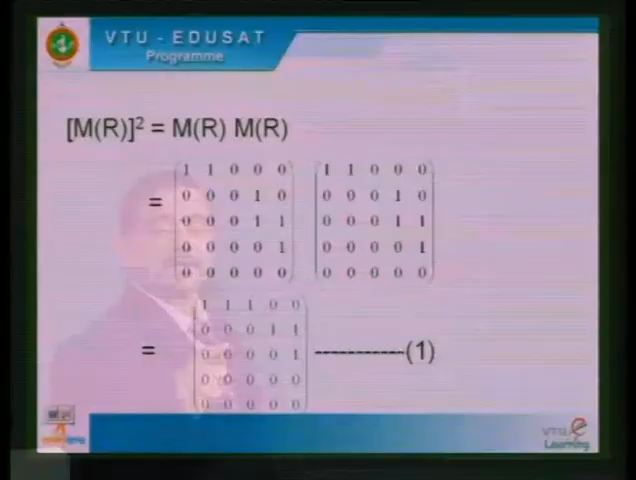 VTU - EDUSAT
Programme
[M(R)]² = M(R) M(R)
= 1 1 0 0 0 1 1 0 0 0
0 0 0 1 0 0 0 0 1 0
0 0 0 1 1 0 0 0 1 1
0 0 0 0 1 0 0 0 0 1
0 0 0 0 0 0 0 0 0 0
1 1 1 0 0
0 0 0 1 1
= 0 0 0 0 1 -----------(1)
0 0 0 0 0
0 0 0 0 0
VTU e
Learning